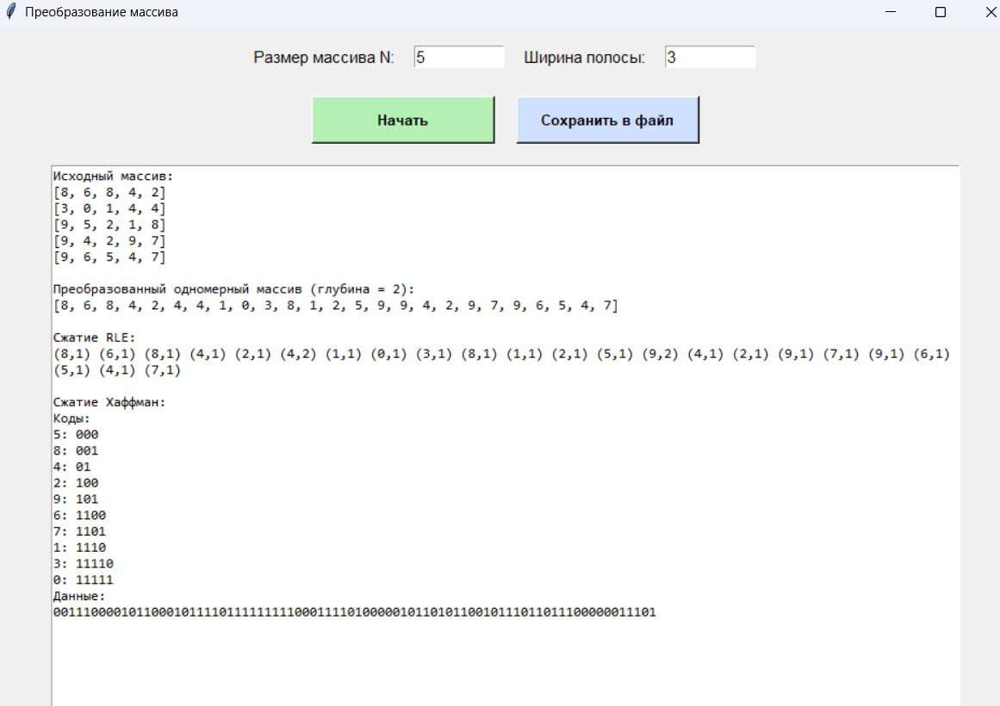 Преобразование массива
Размер массива N: 5 Ширина полосы: 3
Начать Сохранить в файл
Исходный массив:
[8, 6, 8, 4, 2]
[3, 0, 1, 4, 4]
[9, 5, 2, 1, 8]
[9, 4, 2, 9, 7]
[9, 6, 5, 4, 7]
Преобразованный одномерный массив (глубина = 2):
[8, 6, 8, 4, 2, 4, 4, 1, 0, 3, 8, 1, 2, 5, 9, 9, 4, 2, 9, 7, 9, 6, 5, 4, 7]
Сжатие RLE:
(8,1) (6,1) (8,1) (4,1) (2,1) (4,2) (1,1) (0,1) (3,1) (8,1) (1,1) (2,1) (5,1) (9,2) (4,1) (2,1) (9,1) (7,1) (9,1) (6,1)
(5,1) (4,1) (7,1)
Сжатие Хаффман:
Коды:
5: 000
8: 001
4: 01
2: 100
9: 101
6: 1100
7: 1101
1: 1110
3: 11110
0: 11111
Данные:
00111000010110001011110111111111000111101000001011010110010111011011100000011101